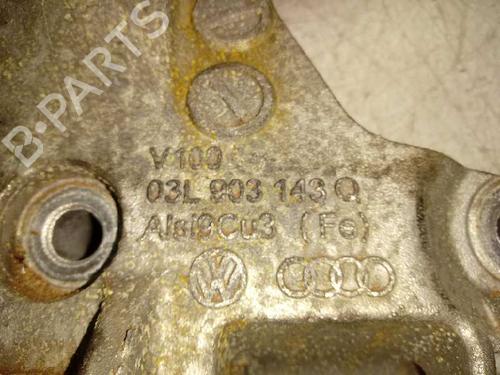 B-PARTS
V100
03L 903 143 Q
AlSi9Cu3 (Fe)